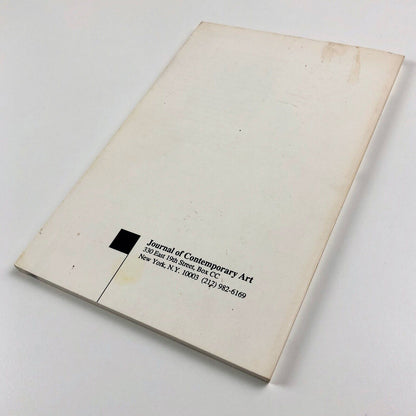 Journal of Contemporary Art
330 East 19th Street, Box CC
New York, N.Y. 10003 (212) 982-6169